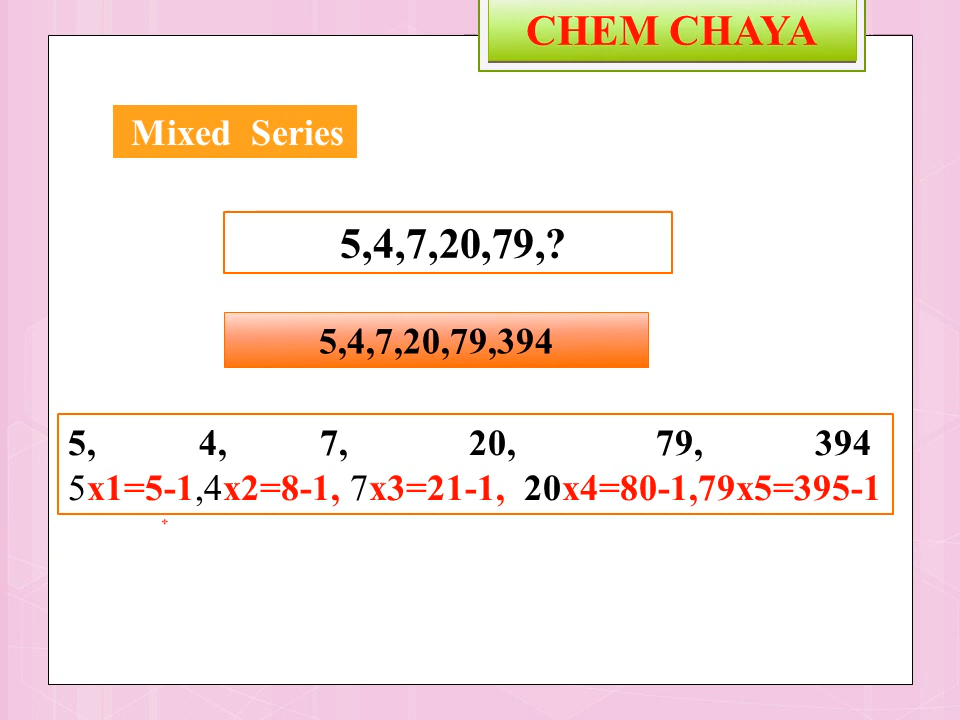 CHEM CHAYA
Mixed Series
5,4,7,20,79,?
5,4,7,20,79,394
5, 4, 7, 20, 79, 394
5x1=5-1,4x2=8-1, 7x3=21-1, 20x4=80-1,79x5=395-1